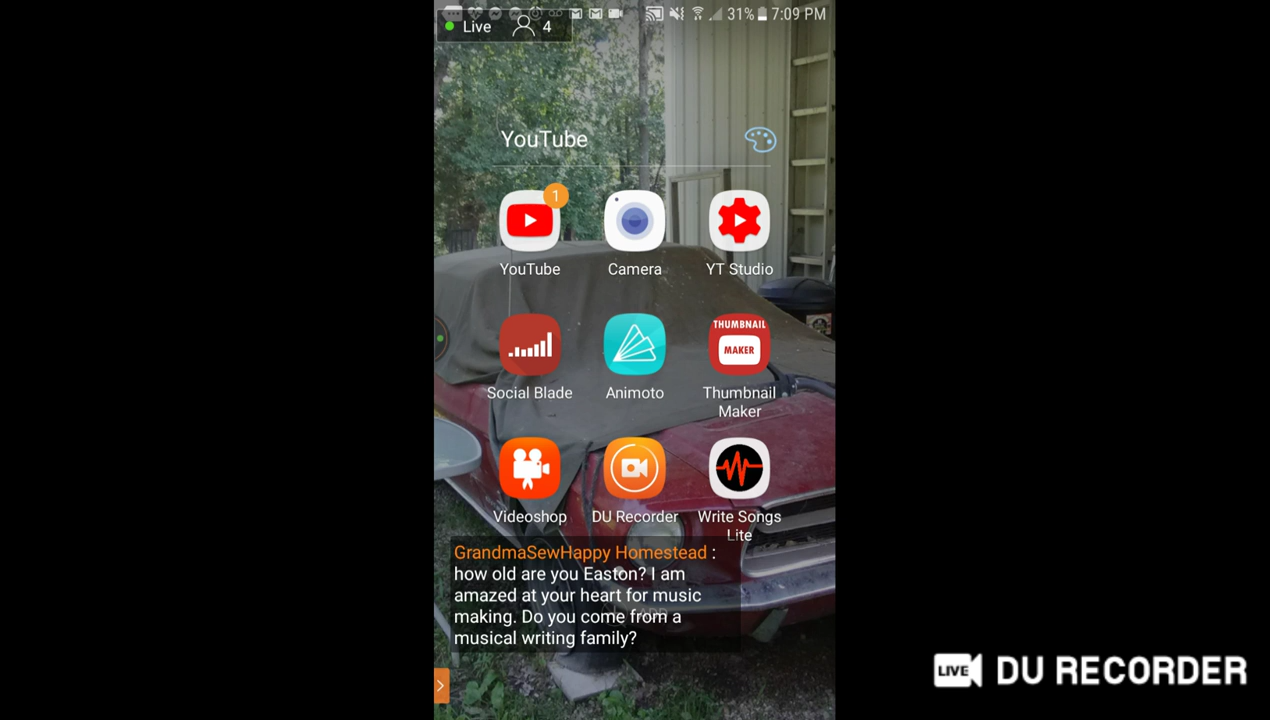 31% 7:09 PM
Live 4
YouTube
1
YouTube Camera YT Studio
THUMBNAIL
MAKER
Social Blade Animoto Thumbnail
Maker
Videoshop DU Recorder Write Songs
Lite
GrandmaSewHappy Homestead :
how old are you Easton? I am
amazed at your heart for music
making. Do you come from a
musical writing family?
LIVE DU RECORDER